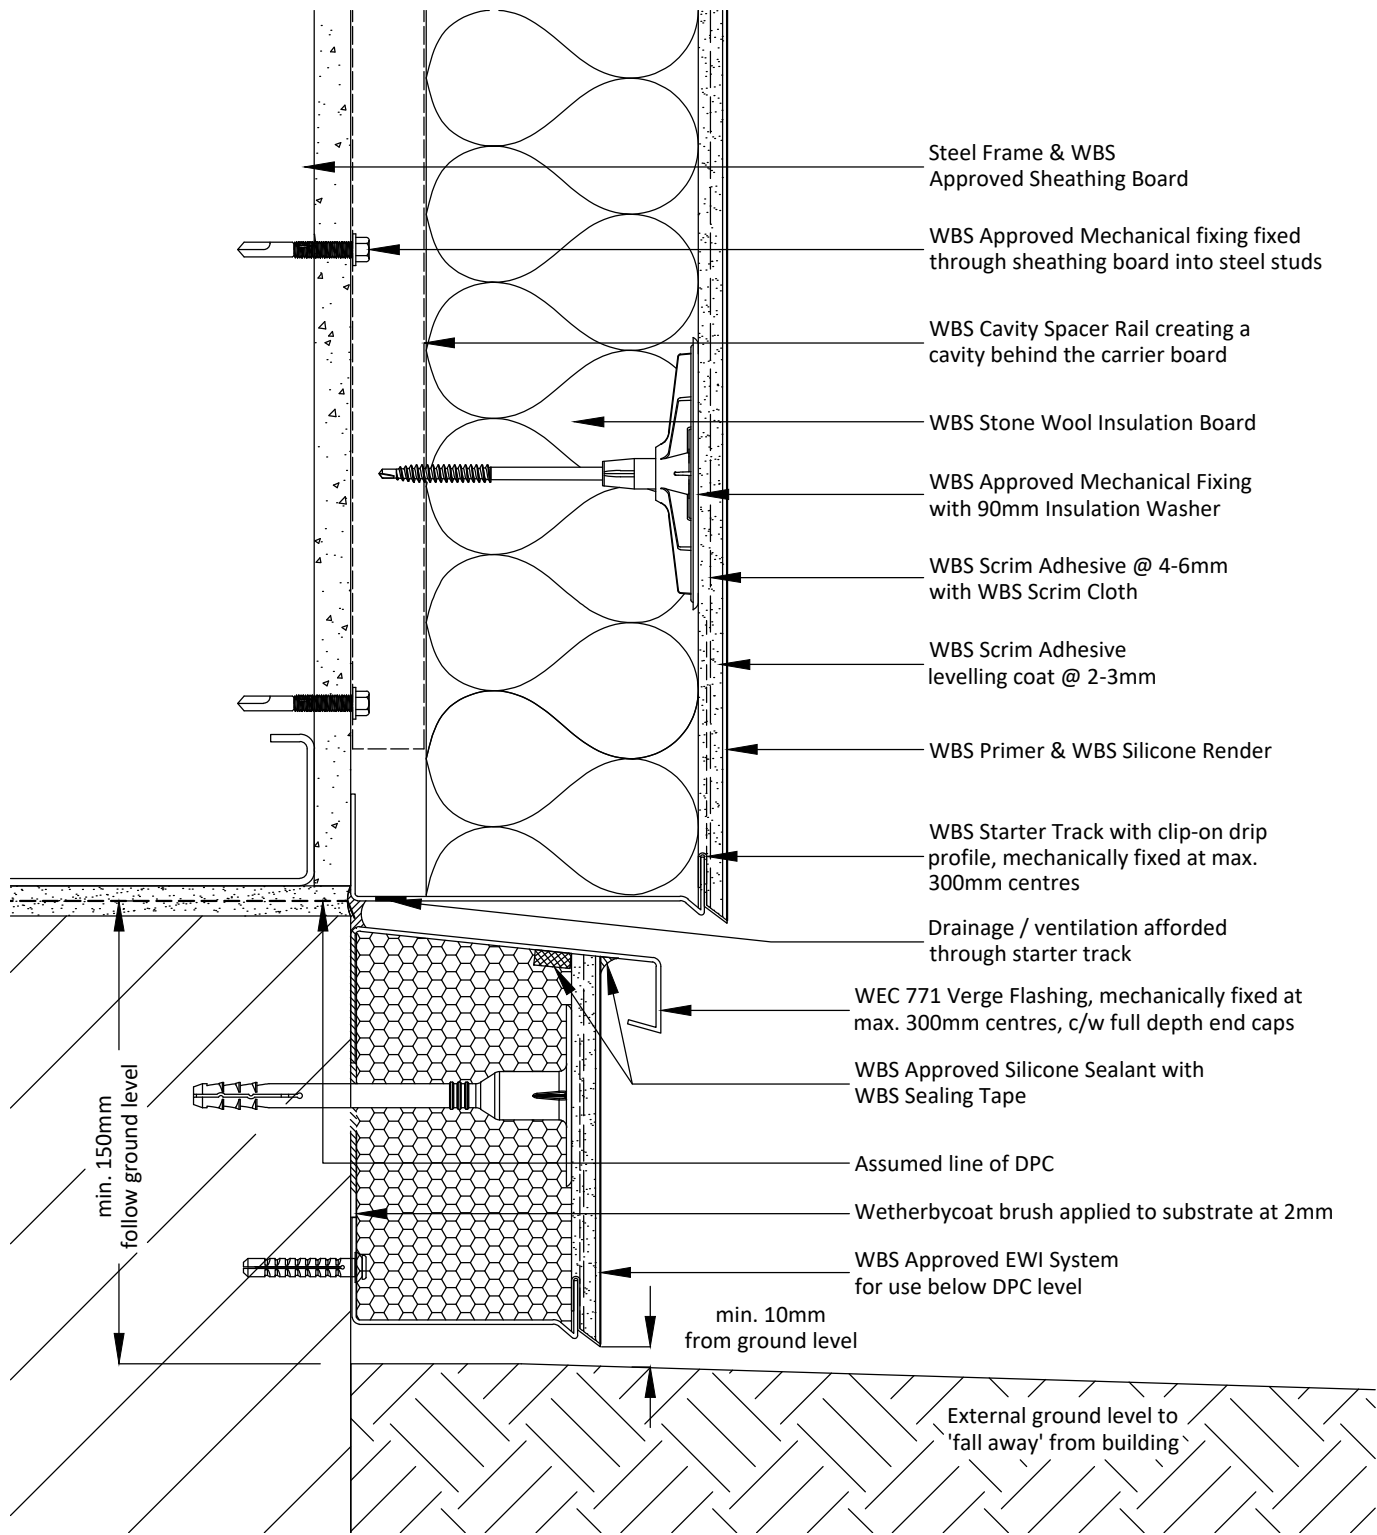 Steel Frame & WBS
Approved Sheathing Board
WBS Approved Mechanical fixing fixed
through sheathing board into steel studs
WBS Cavity Spacer Rail creating a
cavity behind the carrier board
WBS Stone Wool Insulation Board
WBS Approved Mechanical Fixing
with 90mm Insulation Washer
WBS Scrim Adhesive @ 4-6mm
with WBS Scrim Cloth
WBS Scrim Adhesive
levelling coat @ 2-3mm
WBS Primer & WBS Silicone Render
WBS Starter Track with clip-on drip
profile, mechanically fixed at max.
300mm centres
Drainage / ventilation afforded
through starter track
WEC 771 Verge Flashing, mechanically fixed at
max. 300mm centres, c/w full depth end caps
WBS Approved Silicone Sealant with
WBS Sealing Tape
Assumed line of DPC
Wetherbycoat brush applied to substrate at 2mm
WBS Approved EWI System
for use below DPC level
min. 150mm
follow ground level
min. 10mm
from ground level
External ground level to
'fall away' from building